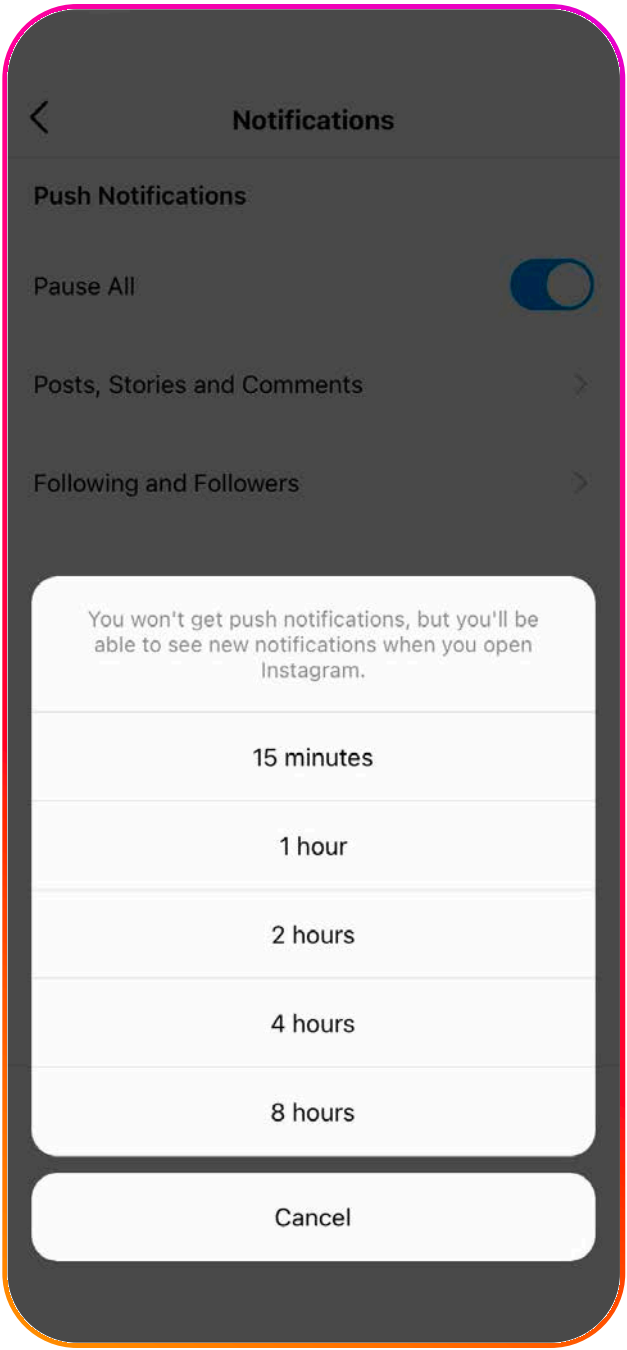 Notifications
Push Notifications
Pause All
Posts, Stories and Comments
Following and Followers
You won't get push notifications, but you'll be
able to see new notifications when you open
Instagram.
15 minutes
1 hour
2 hours
4 hours
8 hours
Cancel